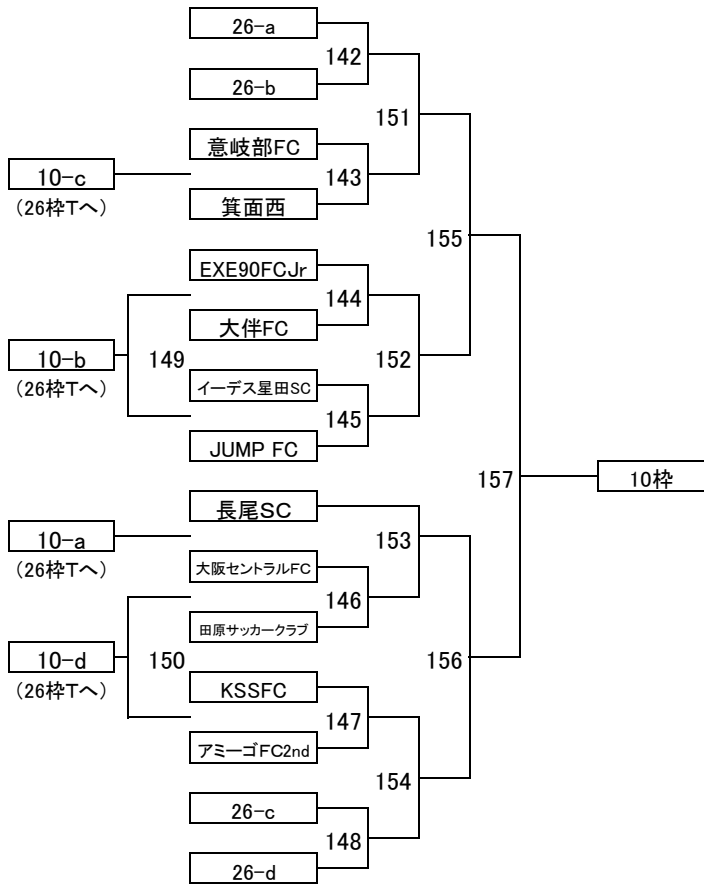 26-a
142
26-b
151
意岐部FC
10-c
143
(26枠Tへ)
箕面西
155
EXE90FCJr
144
大伴FC
10-b
149
152
(26枠Tへ)
イーデス星田SC
145
JUMP FC
157
10枠
長尾SC
10-a
153
(26枠Tへ)
大阪セントラルFC
146
田原サッカークラブ
10-d
150
156
(26枠Tへ)
KSSFC
147
アミーゴFC2nd
154
26-c
148
26-d